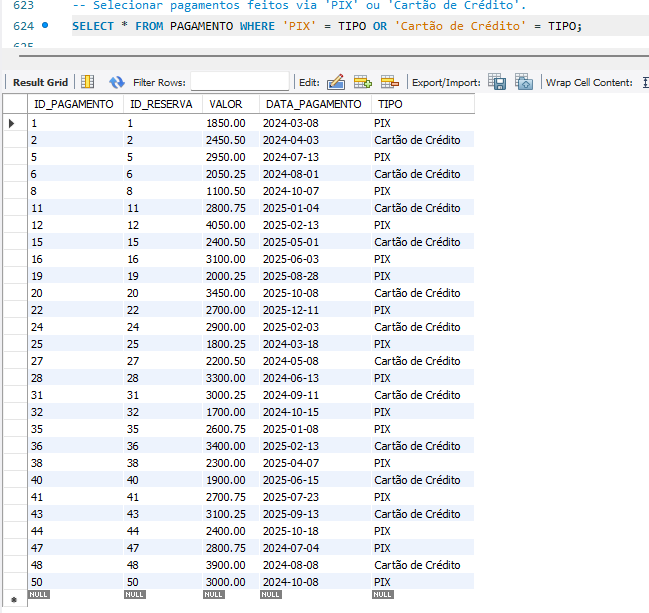 623 -- Selecionar pagamentos feitos via 'PIX' ou 'Cartão de Crédito'.
624 SELECT * FROM PAGAMENTO WHERE 'PIX' = TIPO OR 'Cartão de Crédito' = TIPO;
625
Result Grid Filter Rows: Edit: Export/Import: Wrap Cell Content:
ID_PAGAMENTO ID_RESERVA VALOR DATA_PAGAMENTO TIPO
1 1 1850.00 2024-03-08 PIX
2 2 2450.50 2024-04-03 Cartão de Crédito
5 5 2950.00 2024-07-13 PIX
6 6 2050.25 2024-08-01 Cartão de Crédito
8 8 1100.50 2024-10-07 PIX
11 11 2800.75 2025-01-04 Cartão de Crédito
12 12 4050.00 2025-02-13 PIX
15 15 2400.50 2025-05-01 Cartão de Crédito
16 16 3100.00 2025-06-03 PIX
19 19 2000.25 2025-08-28 PIX
20 20 3450.00 2025-10-08 Cartão de Crédito
22 22 2700.00 2025-12-11 PIX
24 24 2900.00 2025-02-03 Cartão de Crédito
25 25 1800.25 2024-03-18 PIX
27 27 2200.50 2024-05-08 Cartão de Crédito
28 28 3300.00 2024-06-13 PIX
31 31 3000.25 2024-09-11 Cartão de Crédito
32 32 1700.00 2024-10-15 PIX
35 35 2600.75 2025-01-08 PIX
36 36 3400.00 2025-02-13 Cartão de Crédito
38 38 2300.00 2025-04-07 PIX
40 40 1900.00 2025-06-15 Cartão de Crédito
41 41 2700.75 2025-07-23 PIX
43 43 3100.25 2025-09-13 Cartão de Crédito
44 44 2400.00 2025-10-18 PIX
47 47 2800.75 2024-07-04 PIX
48 48 3900.00 2024-08-08 Cartão de Crédito
50 50 3000.00 2024-10-08 PIX
NULL NULL NULL NULL NULL